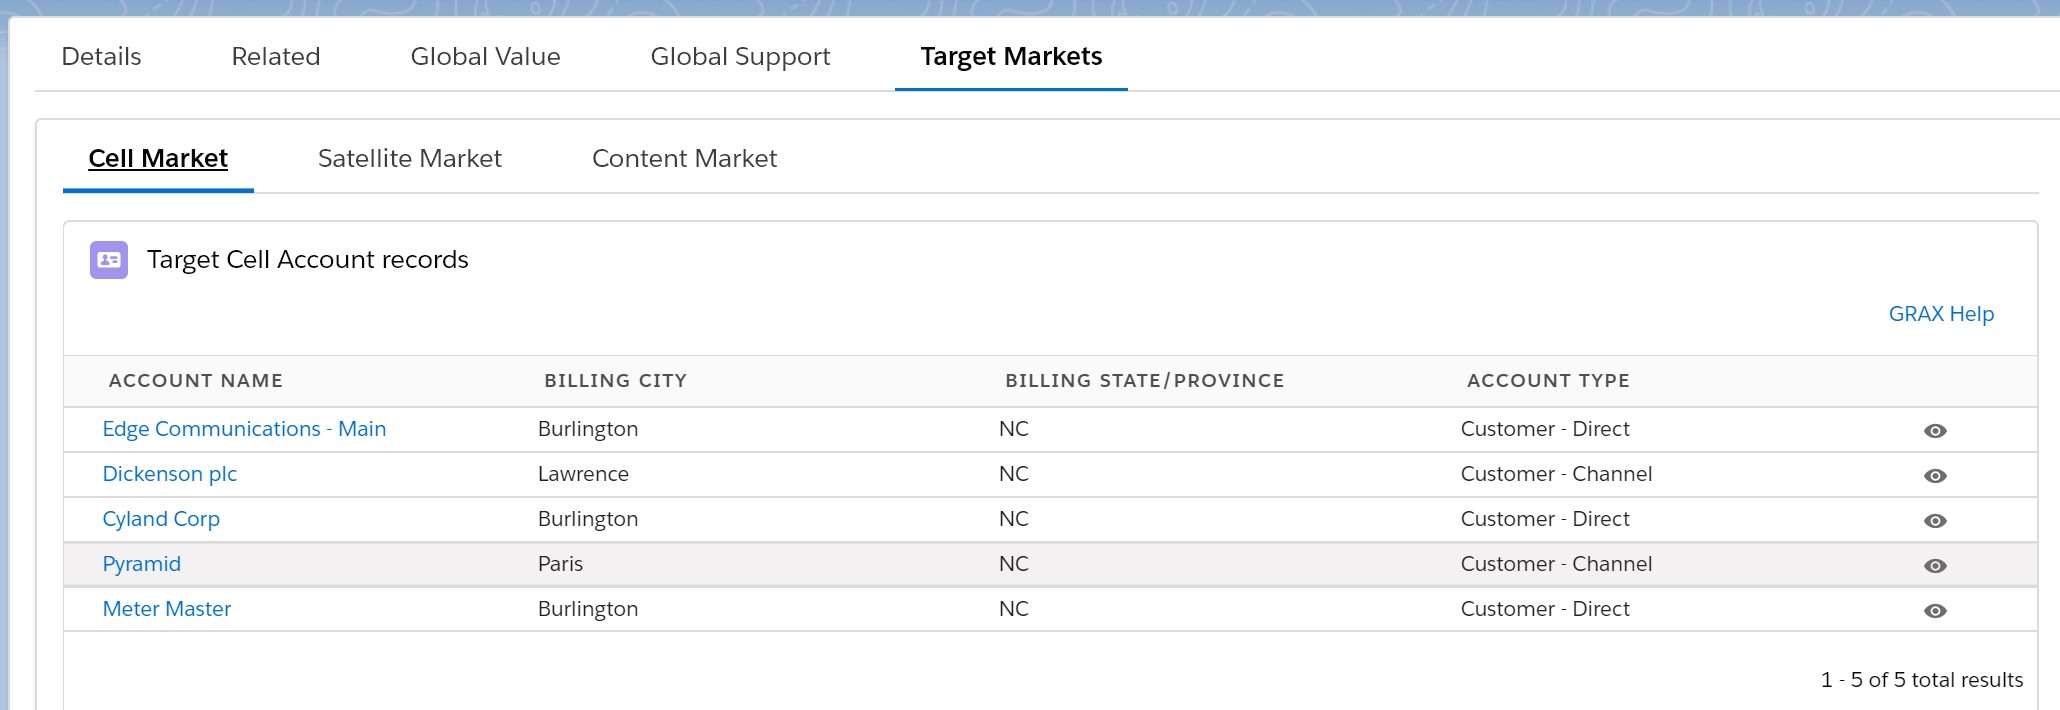 Details Related Global Value Global Support Target Markets
Cell Market Satellite Market Content Market
Target Cell Account records
GRAX Help
ACCOUNT NAME BILLING CITY BILLING STATE/PROVINCE ACCOUNT TYPE
Edge Communications - Main Burlington NC Customer - Direct
Dickenson plc Lawrence NC Customer - Channel
Cyland Corp Burlington NC Customer - Direct
Pyramid Paris NC Customer - Channel
Meter Master Burlington NC Customer - Direct
1 - 5 of 5 total results